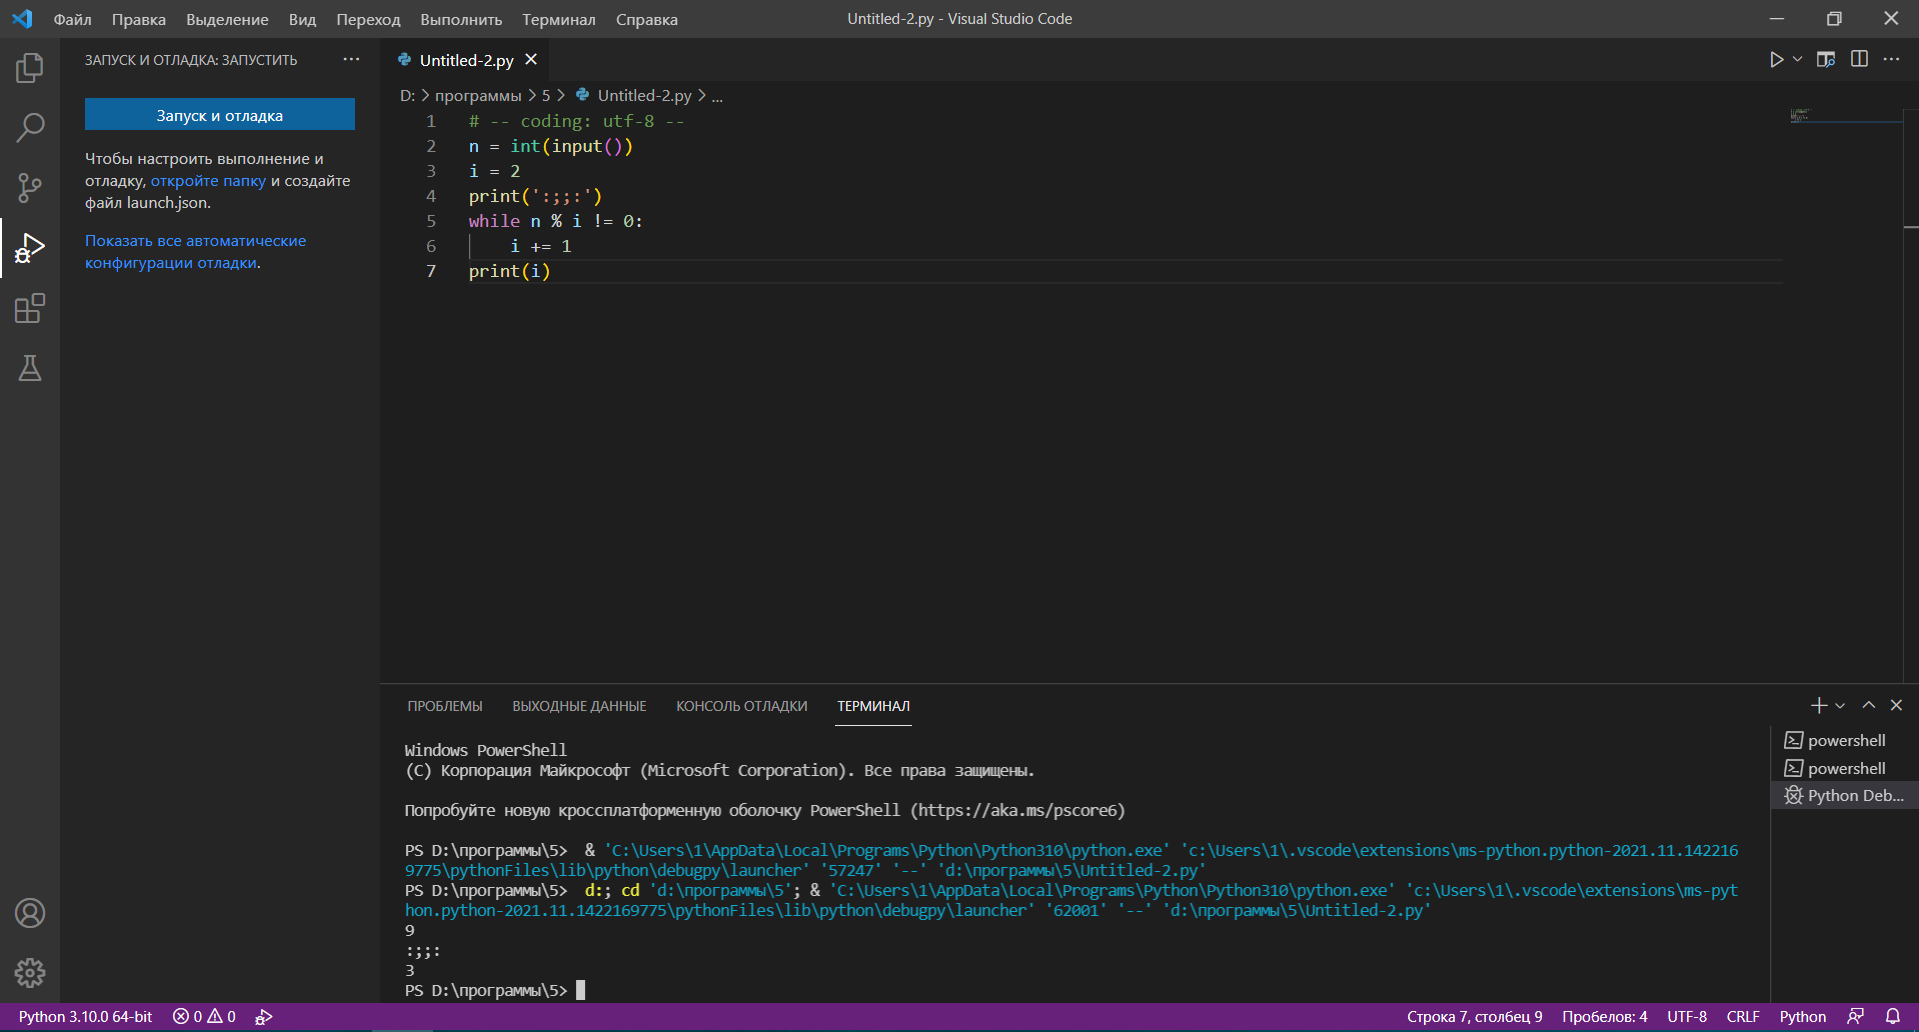 Файл Правка Выделение Вид Переход Выполнить Терминал Справка
Untitled-2.py - Visual Studio Code
ЗАПУСК И ОТЛАДКА: ЗАПУСТИТЬ
Запуск и отладка
Чтобы настроить выполнение и
отладку, откройте папку и создайте
файл launch.json.
Показать все автоматические
конфигурации отладки.
Untitled-2.py
D: > программы > 5 > Untitled-2.py > ...
1 # -- coding: utf-8 --
2 n = int(input())
3 i = 2
4 print(':;;:')
5 while n % i != 0:
6     i += 1
7 print(i)
ПРОБЛЕМЫ ВЫХОДНЫЕ ДАННЫЕ КОНСОЛЬ ОТЛАДКИ ТЕРМИНАЛ
Windows PowerShell
(C) Корпорация Майкрософт (Microsoft Corporation). Все права защищены.
Попробуйте новую кроссплатформенную оболочку PowerShell (https://aka.ms/pscore6)
PS D:\программы\5>  & 'C:\Users\1\AppData\Local\Programs\Python\Python310\python.exe' 'c:\Users\1\.vscode\extensions\ms-python.python-2021.11.142216
9775\pythonFiles\lib\python\debugpy\launcher' '57247' '--' 'd:\программы\5\Untitled-2.py'
PS D:\программы\5>  d:; cd 'd:\программы\5'; & 'C:\Users\1\AppData\Local\Programs\Python\Python310\python.exe' 'c:\Users\1\.vscode\extensions\ms-pyt
hon.python-2021.11.1422169775\pythonFiles\lib\python\debugpy\launcher' '62001' '--' 'd:\программы\5\Untitled-2.py'
9
:;;:
3
PS D:\программы\5>
powershell
powershell
Python Deb...
Python 3.10.0 64-bit 0 0
Строка 7, столбец 9 Пробелов: 4 UTF-8 CRLF Python